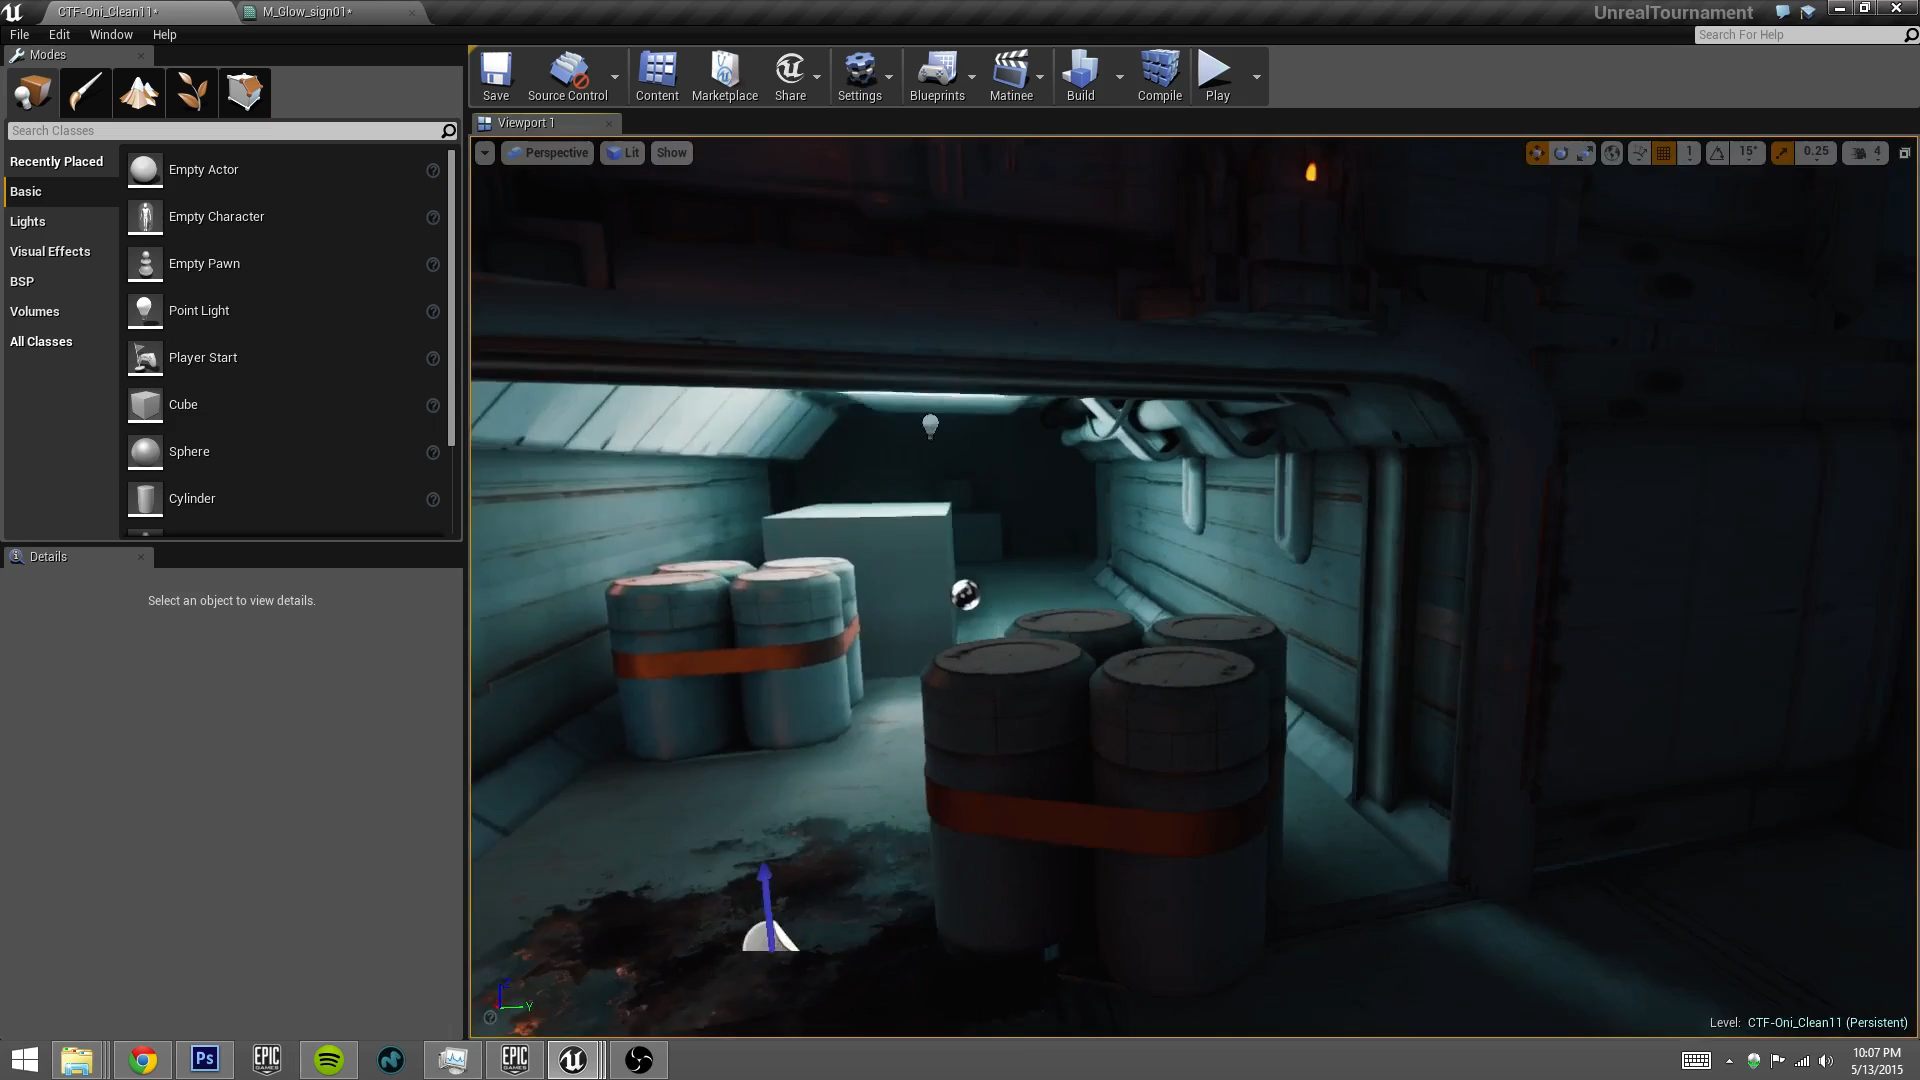 CTF-Oni_Clean11*
M_Glow_sign01*
UnrealTournament
File Edit Window Help
Search For Help
Modes
Save
Source Control
Content
Marketplace
Share
Settings
Blueprints
Matinee
Build
Compile
Play
Search Classes
Viewport 1
Perspective
Lit
Show
1
15°
0.25
4
Recently Placed
Basic
Lights
Visual Effects
BSP
Volumes
All Classes
Empty Actor
Empty Character
Empty Pawn
Point Light
Player Start
Cube
Sphere
Cylinder
Details
Select an object to view details.
Z
Y
Level: CTF-Oni_Clean11 (Persistent)
Ps
EPIC
GAMES
EPIC
GAMES
10:07 PM
5/13/2015